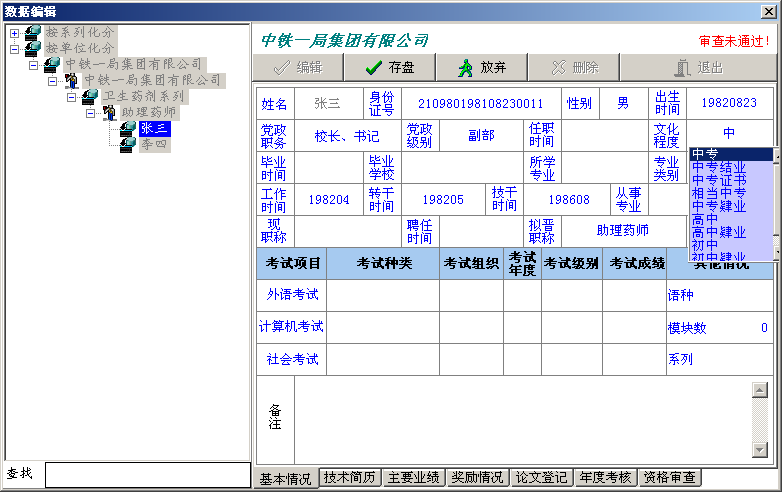 数据编辑
按系列化分
按单位化分
中铁一局集团有限公司
中铁一局集团有限公司
卫生药剂系列
助理药师
张三
李四
查找
中铁一局集团有限公司
审查未通过!
编辑 存盘 放弃 删除 退出
姓名 张三 身份证号 210980198108230011 性别 男 出生时间 19820823
党政职务 校长、书记 党政级别 副部 任职时间 文化程度 中
毕业时间 毕业学校 所学专业 专业类别
工作时间 198204 转干时间 198205 技干时间 198608 从事专业
现职称 聘任时间 拟晋职称 助理药师
中专
中专结业
中专证书
相当中专
中专肄业
高中
高中肄业
初中
初中肄业
考试项目 考试种类 考试组织 考试年度 考试级别 考试成绩 其他情况
外语考试 语种
计算机考试 模块数 0
社会考试 系列
备注
基本情况 技术简历 主要业绩 奖励情况 论文登记 年度考核 资格审查